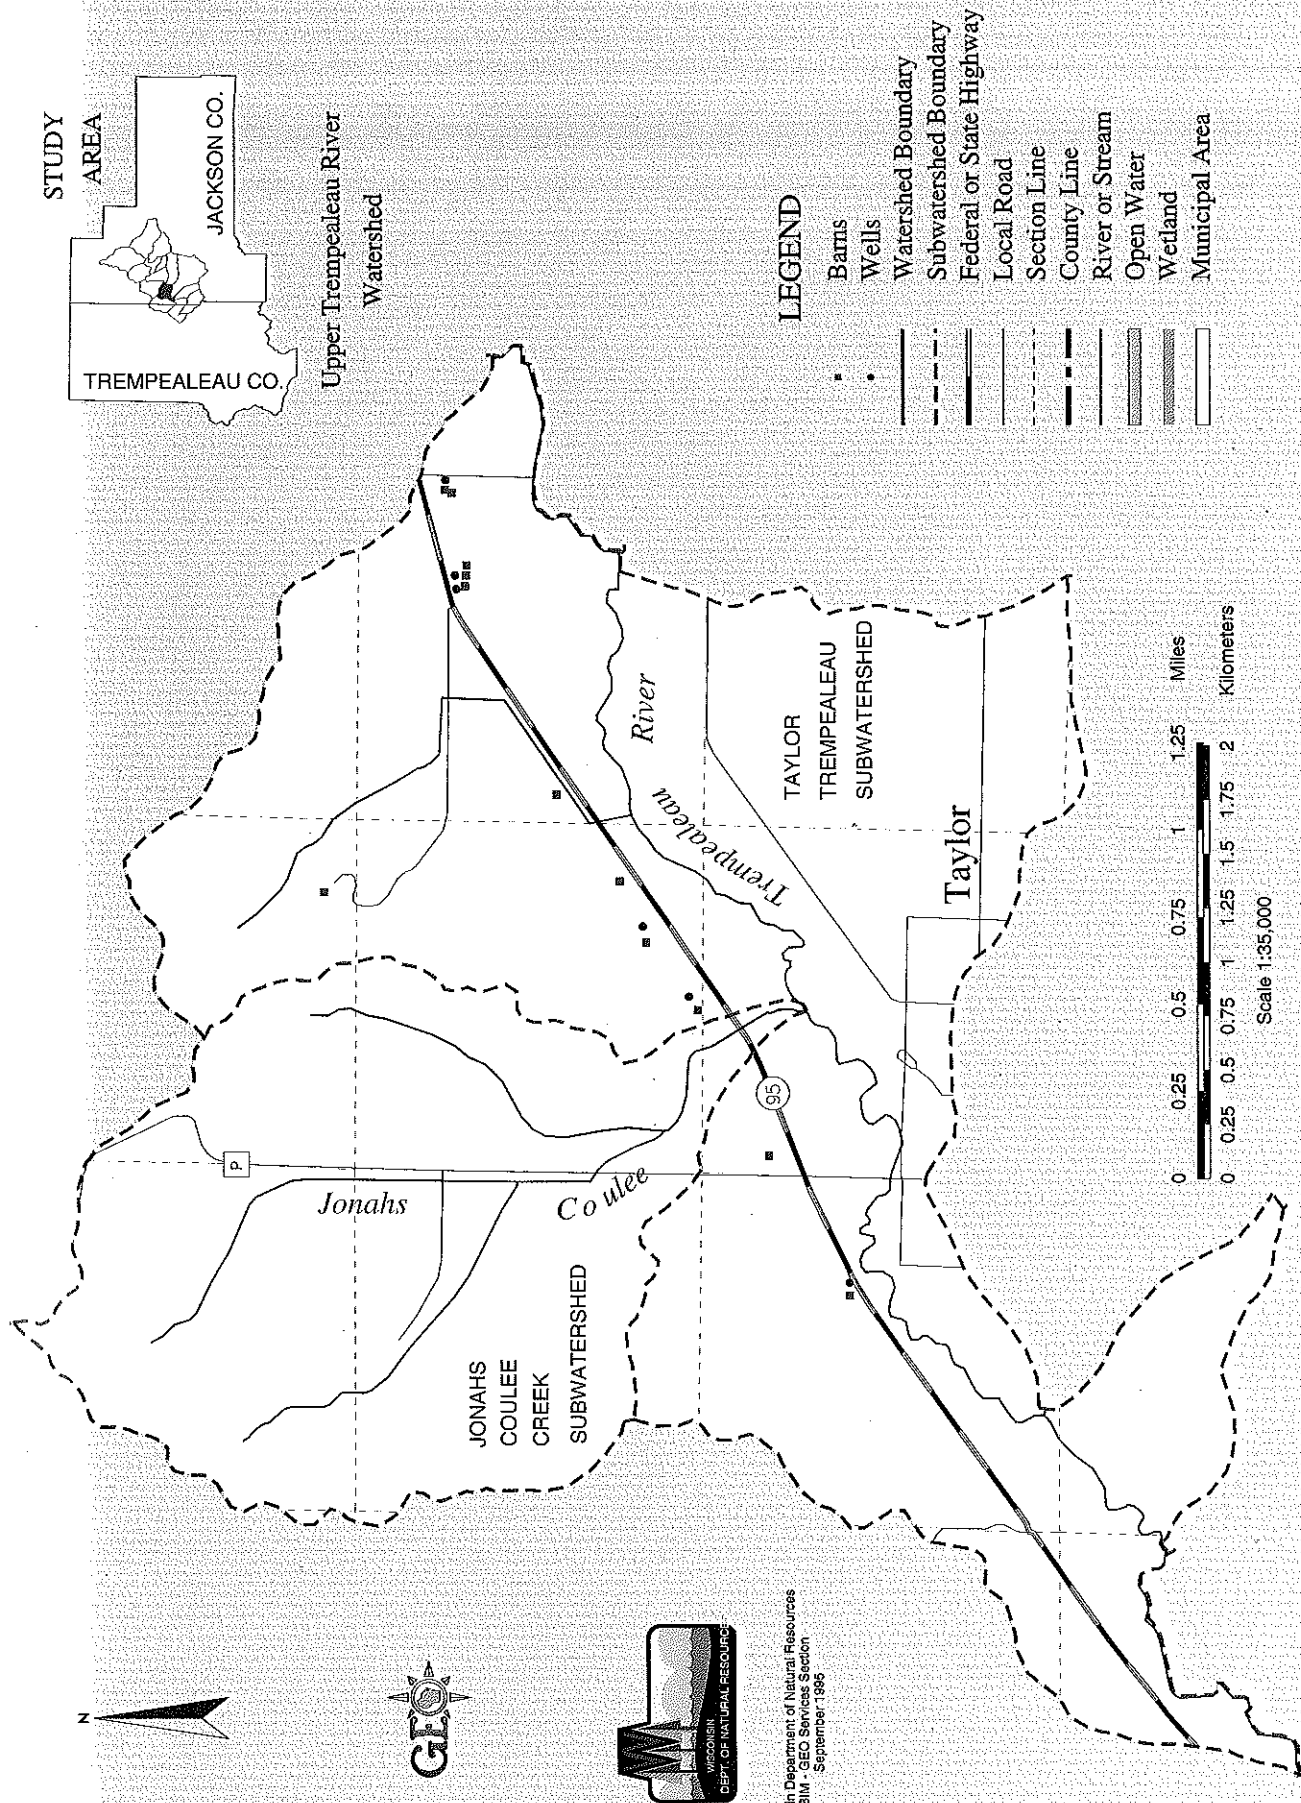 STUDY
AREA
TREMPEALEAU CO.
JACKSON CO.
Upper Trempealeau River
Watershed
N
GEO
WISCONSIN
DEPT. OF NATURAL RESOURCES
Department of Natural Resources
BIM - GEO Services Section
September 1995
P
Jonahs
Coulee
JONAHS
COULEE
CREEK
SUBWATERSHED
95
River
Trempealeau
TAYLOR
TREMPEALEAU
SUBWATERSHED
Taylor
LEGEND
Barns
Wells
Watershed Boundary
Subwatershed Boundary
Federal or State Highway
Local Road
Section Line
County Line
River or Stream
Open Water
Wetland
Municipal Area
0 0.25 0.5 0.75 1 1.25 Miles
0 0.25 0.5 0.75 1 1.25 1.5 1.75 2 Kilometers
Scale 1:35,000